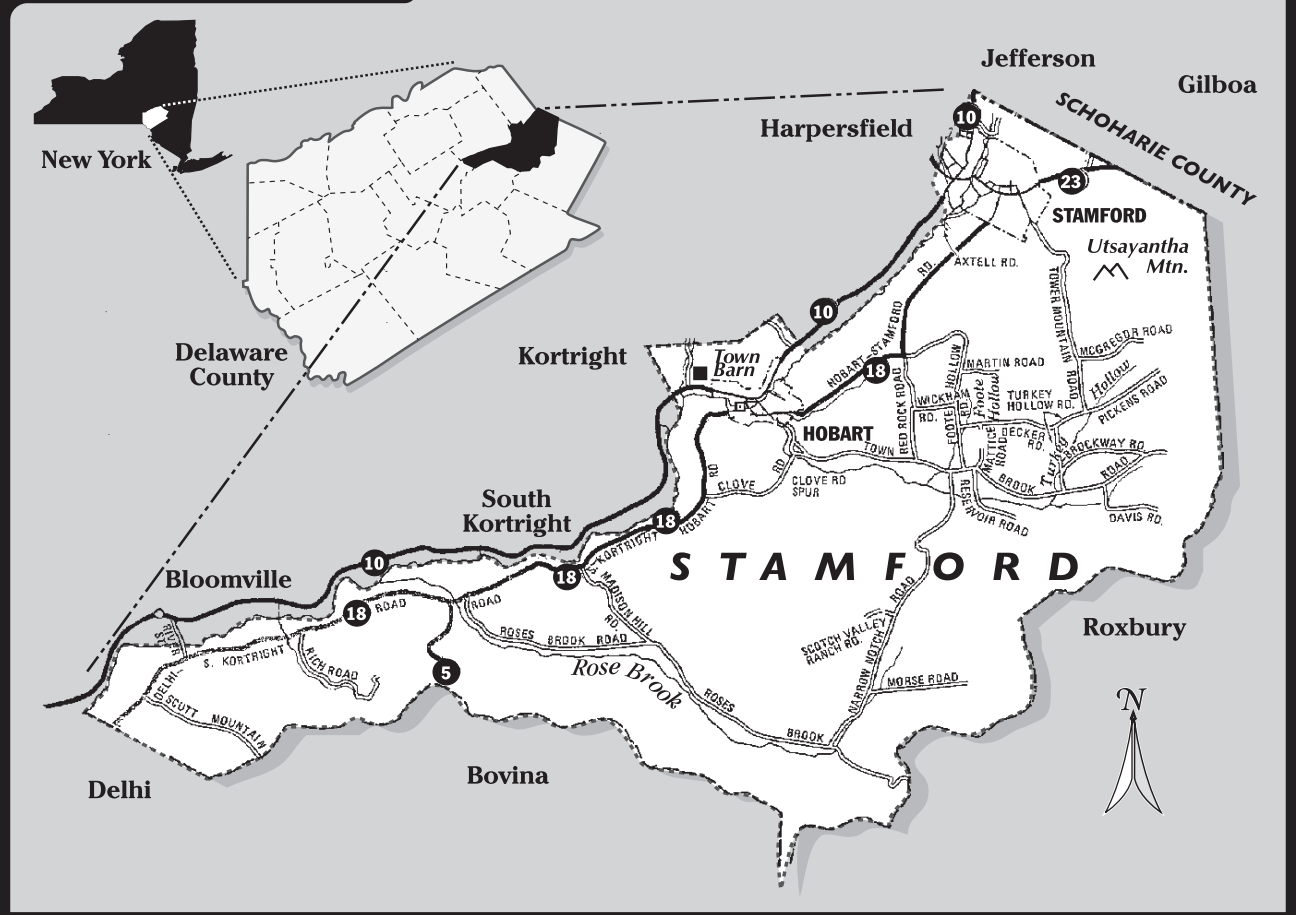 Jefferson
Gilboa
SCHOHARIE COUNTY
10
Harpersfield
New York
23
STAMFORD
Utsayantha
Mtn.
AXTELL RD.
RD.
TOWER MOUNTAIN ROAD
10
HOBART-STAMFORD
Kortright
Town
Barn
Delaware
County
18
MCGREGOR ROAD
MARTIN ROAD
HOLLOW
Foote
Hollow
TURKEY
HOLLOW RD.
Hollow
PICKENS ROAD
WICKHAM
RD.
FOOTE
RD.
RED ROCK ROAD
HOBART
TOWN
MATTICE
ROAD
DECKER
RD.
Turkey
BROCKWAY RD.
BROOK
ROAD
DAVIS RD.
RESERVOIR ROAD
CLOVE
RD
CLOVE RD
SPUR
RD
HOBART
South
Kortright
18
S. KORTRIGHT
STAMFORD
10
Bloomville
18
18
ROAD
ROAD
MADISON HILL
RD
ROSES BROOK ROAD
Rose Brook
ROSES
BROOK
SCOTCH VALLEY
RANCH RD.
NARROW NOTCH
ROAD
ROAD
MORSE ROAD
Roxbury
RIVER
ST
S. KORTRIGHT
RICH ROAD
5
DELHI
SCUTT MOUNTAIN
Delhi
Bovina
N